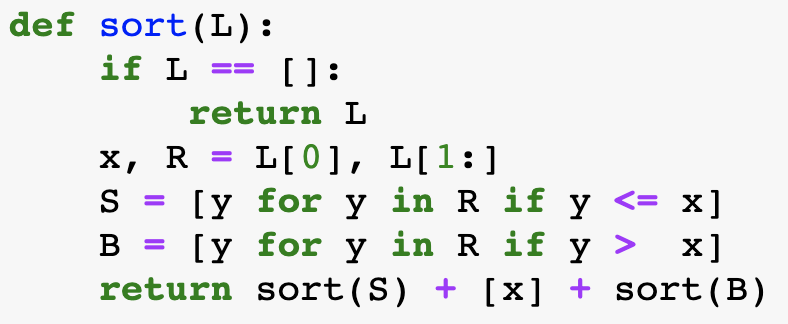 def sort(L):
    if L == []:
        return L
    x, R = L[0], L[1:]
    S = [y for y in R if y <= x]
    B = [y for y in R if y >  x]
    return sort(S) + [x] + sort(B)